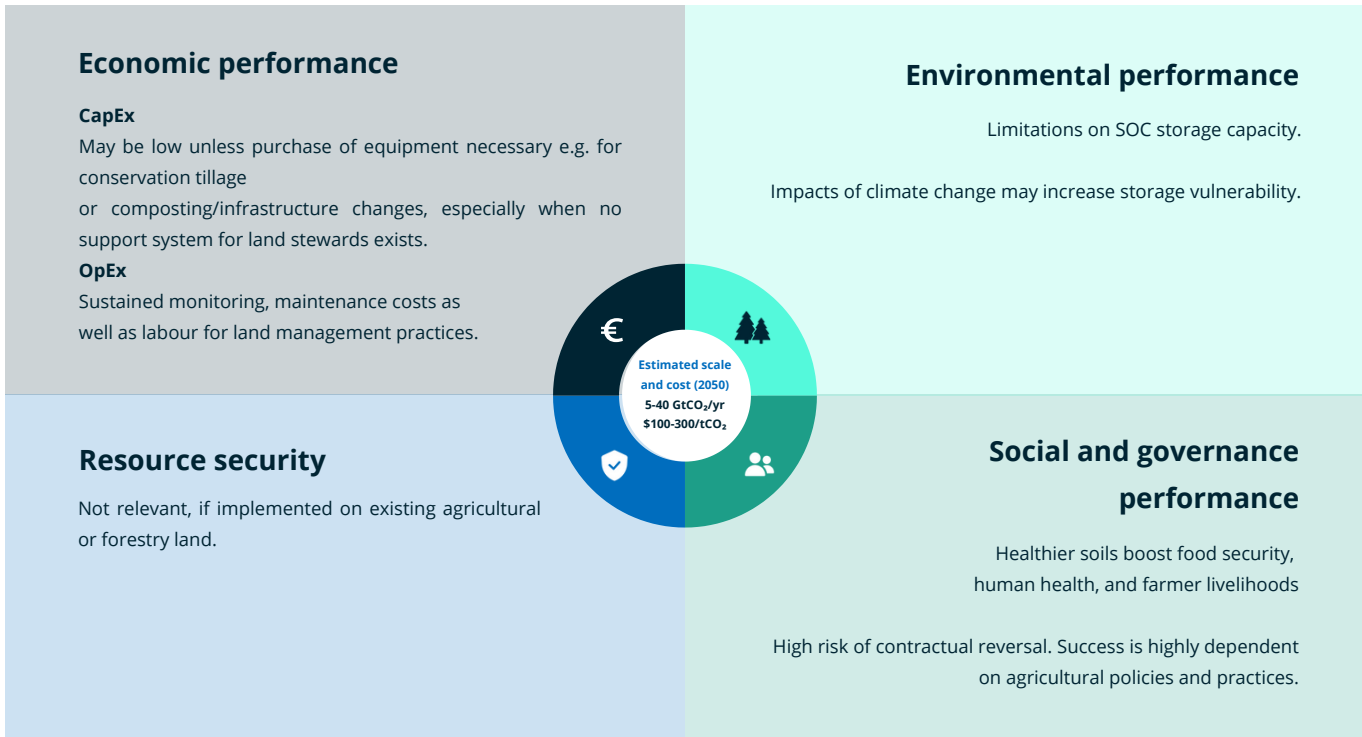 Economic performance
CapEx
May be low unless purchase of equipment necessary e.g. for
conservation tillage
or composting/infrastructure changes, especially when no
support system for land stewards exists.
OpEx
Sustained monitoring, maintenance costs as
well as labour for land management practices.
Environmental performance
Limitations on SOC storage capacity.
Impacts of climate change may increase storage vulnerability.
€
Estimated scale
and cost (2050)
5-40 GtCO₂/yr
$100-300/tCO₂
Resource security
Not relevant, if implemented on existing agricultural
or forestry land.
Social and governance
performance
Healthier soils boost food security,
human health, and farmer livelihoods
High risk of contractual reversal. Success is highly dependent
on agricultural policies and practices.